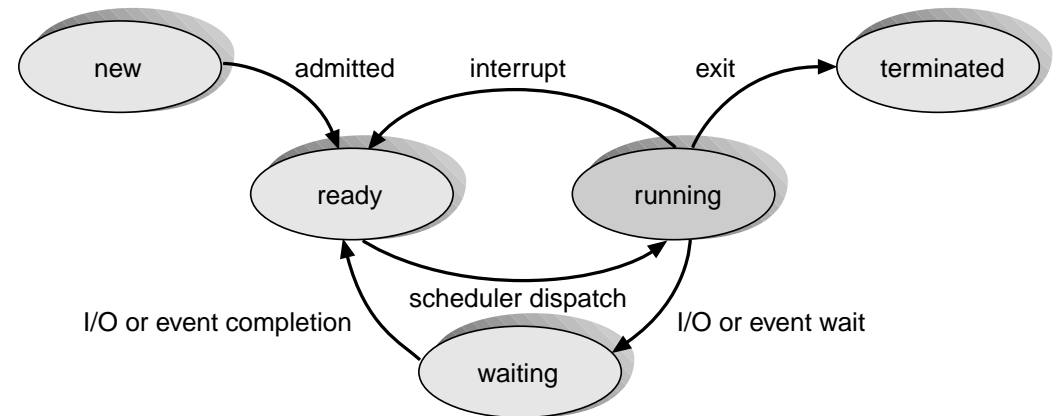 new
admitted
interrupt
exit
terminated
ready
running
scheduler dispatch
I/O or event completion
I/O or event wait
waiting